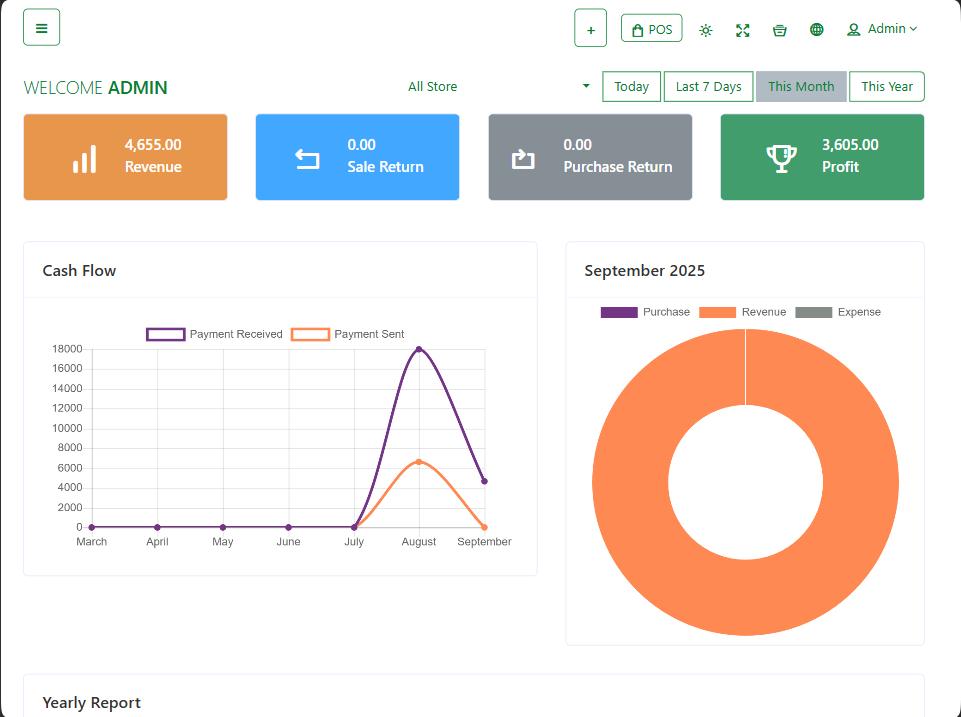 + POS Admin
WELCOME ADMIN All Store Today Last 7 Days This Month This Year
4,655.00
Revenue
0.00
Sale Return
0.00
Purchase Return
3,605.00
Profit
Cash Flow
Payment Received Payment Sent
18000
16000
14000
12000
10000
8000
6000
4000
2000
0
March April May June July August September
September 2025
Purchase Revenue Expense
Yearly Report